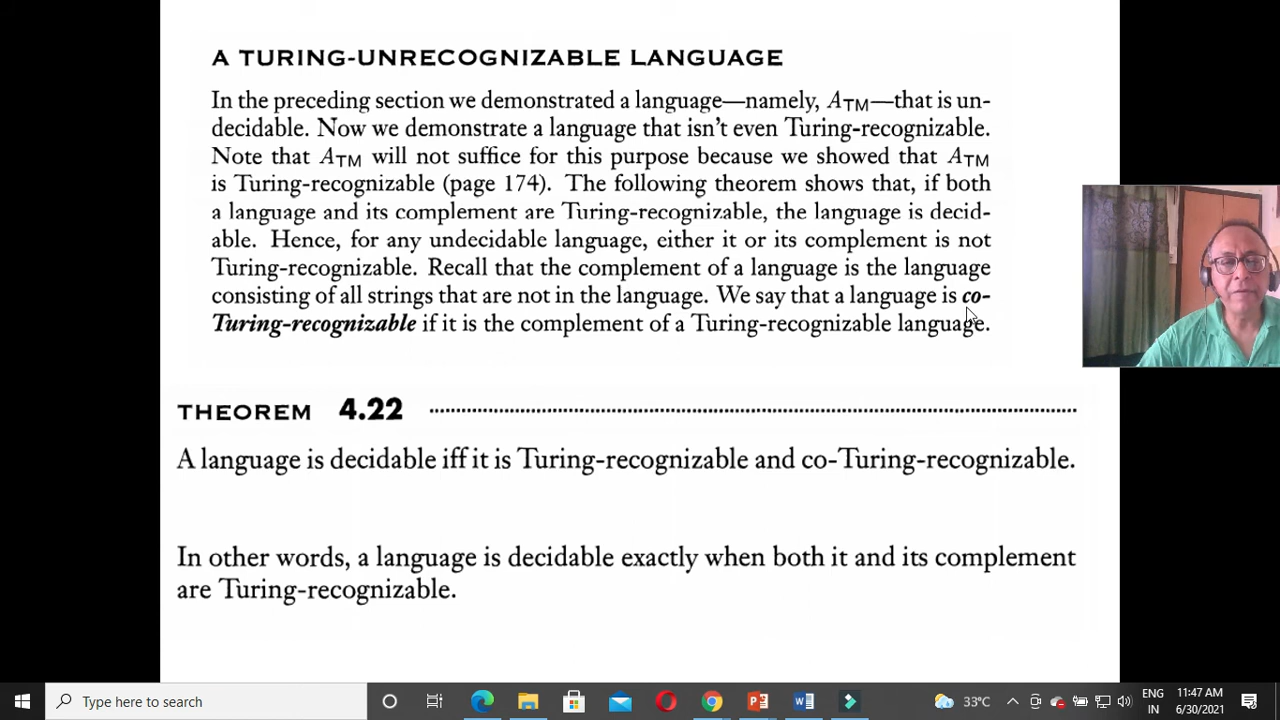 A TURING-UNRECOGNIZABLE LANGUAGE
In the preceding section we demonstrated a language—namely, ATM—that is un-
decidable. Now we demonstrate a language that isn't even Turing-recognizable.
Note that ATM will not suffice for this purpose because we showed that ATM
is Turing-recognizable (page 174). The following theorem shows that, if both
a language and its complement are Turing-recognizable, the language is decid-
able. Hence, for any undecidable language, either it or its complement is not
Turing-recognizable. Recall that the complement of a language is the language
consisting of all strings that are not in the language. We say that a language is co-
Turing-recognizable if it is the complement of a Turing-recognizable language.
THEOREM 4.22
A language is decidable iff it is Turing-recognizable and co-Turing-recognizable.
In other words, a language is decidable exactly when both it and its complement
are Turing-recognizable.
Type here to search
33°C
ENG
IN
11:47 AM
6/30/2021